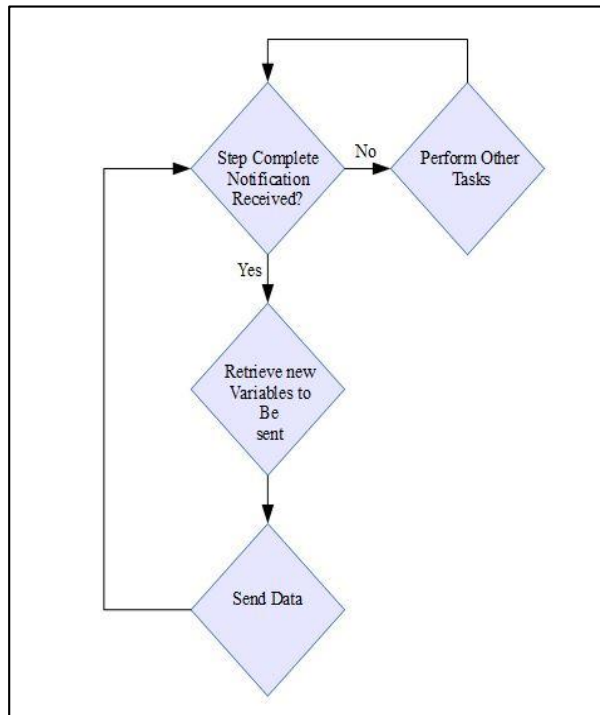 Step Complete
Notification
Received?
No
Perform Other
Tasks
Yes
Retrieve new
Variables to
Be
sent
Send Data